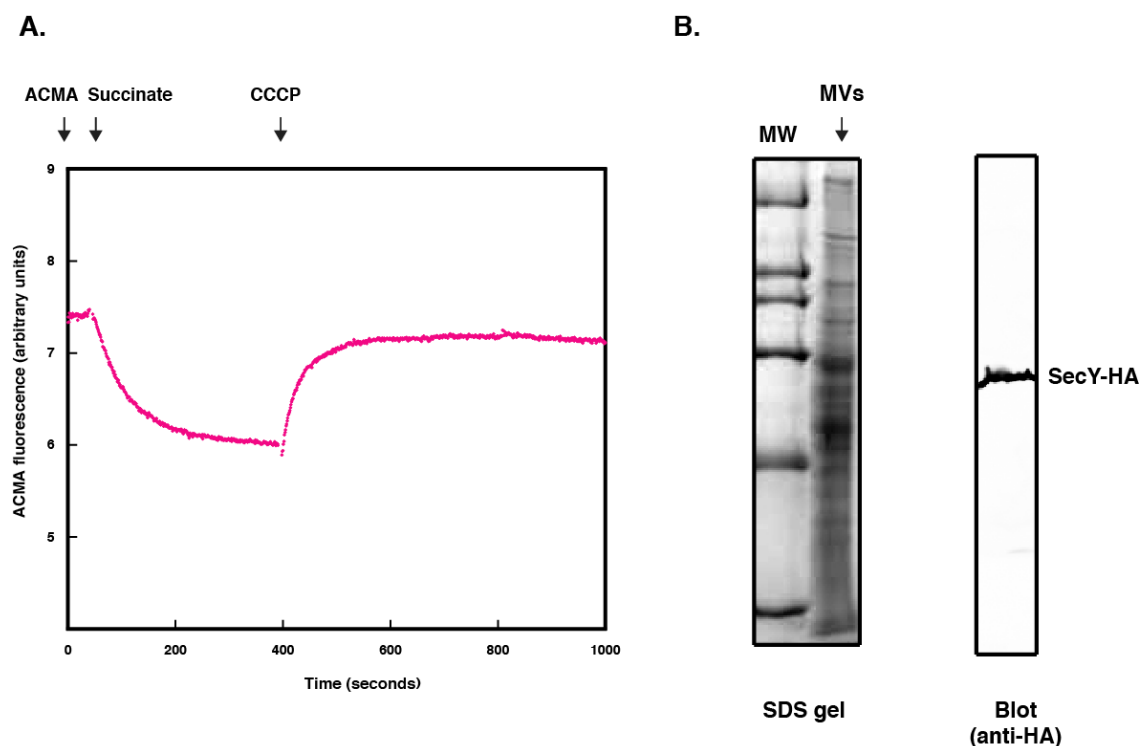 A.
B.
ACMA Succinate CCCP
MVs
MW
9
8
7
6
5
ACMA fluorescence (arbitrary units)
0 200 400 600 800 1000
Time (seconds)
SecY-HA
SDS gel
Blot
(anti-HA)